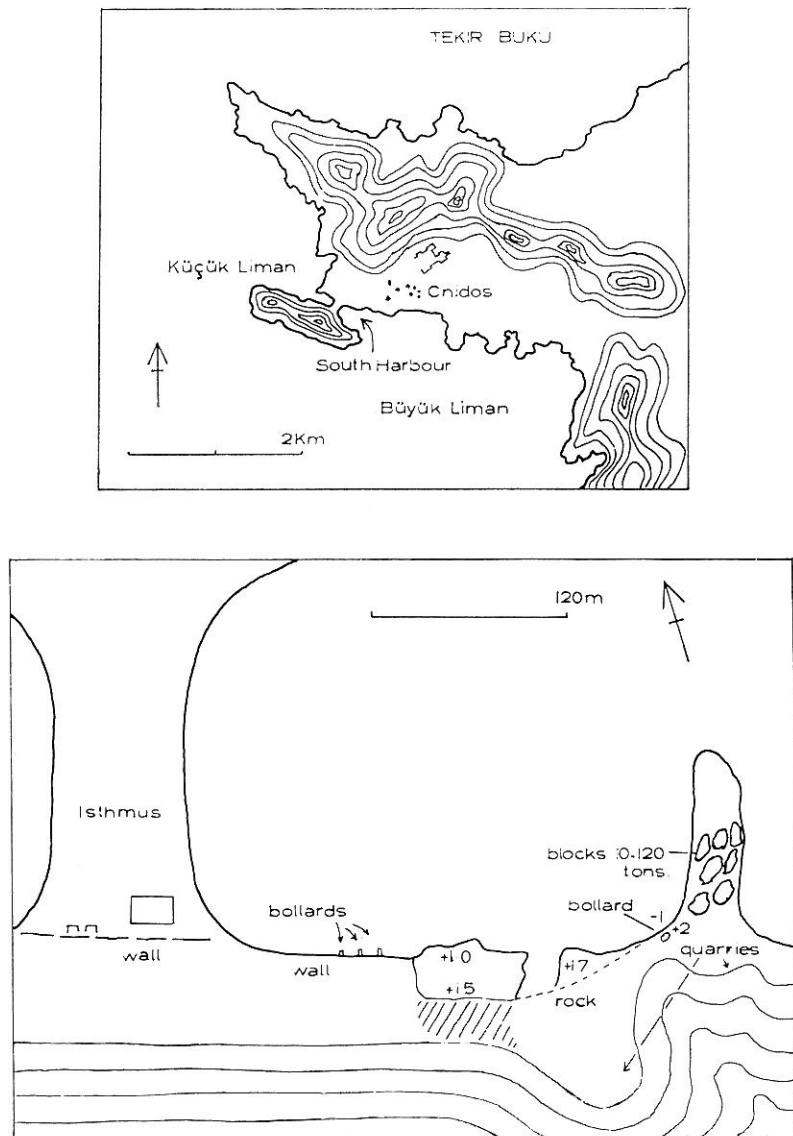 TEKIR BÜKÜ
Küçük Liman
Cnidos
South Harbour
Büyük Liman
2Km
120m
Isthmus
blocks 10-120
tons.
bollard
-1
+2
bollards
quarries
wall
wall
+1·0
+1·7
+1·5
rock